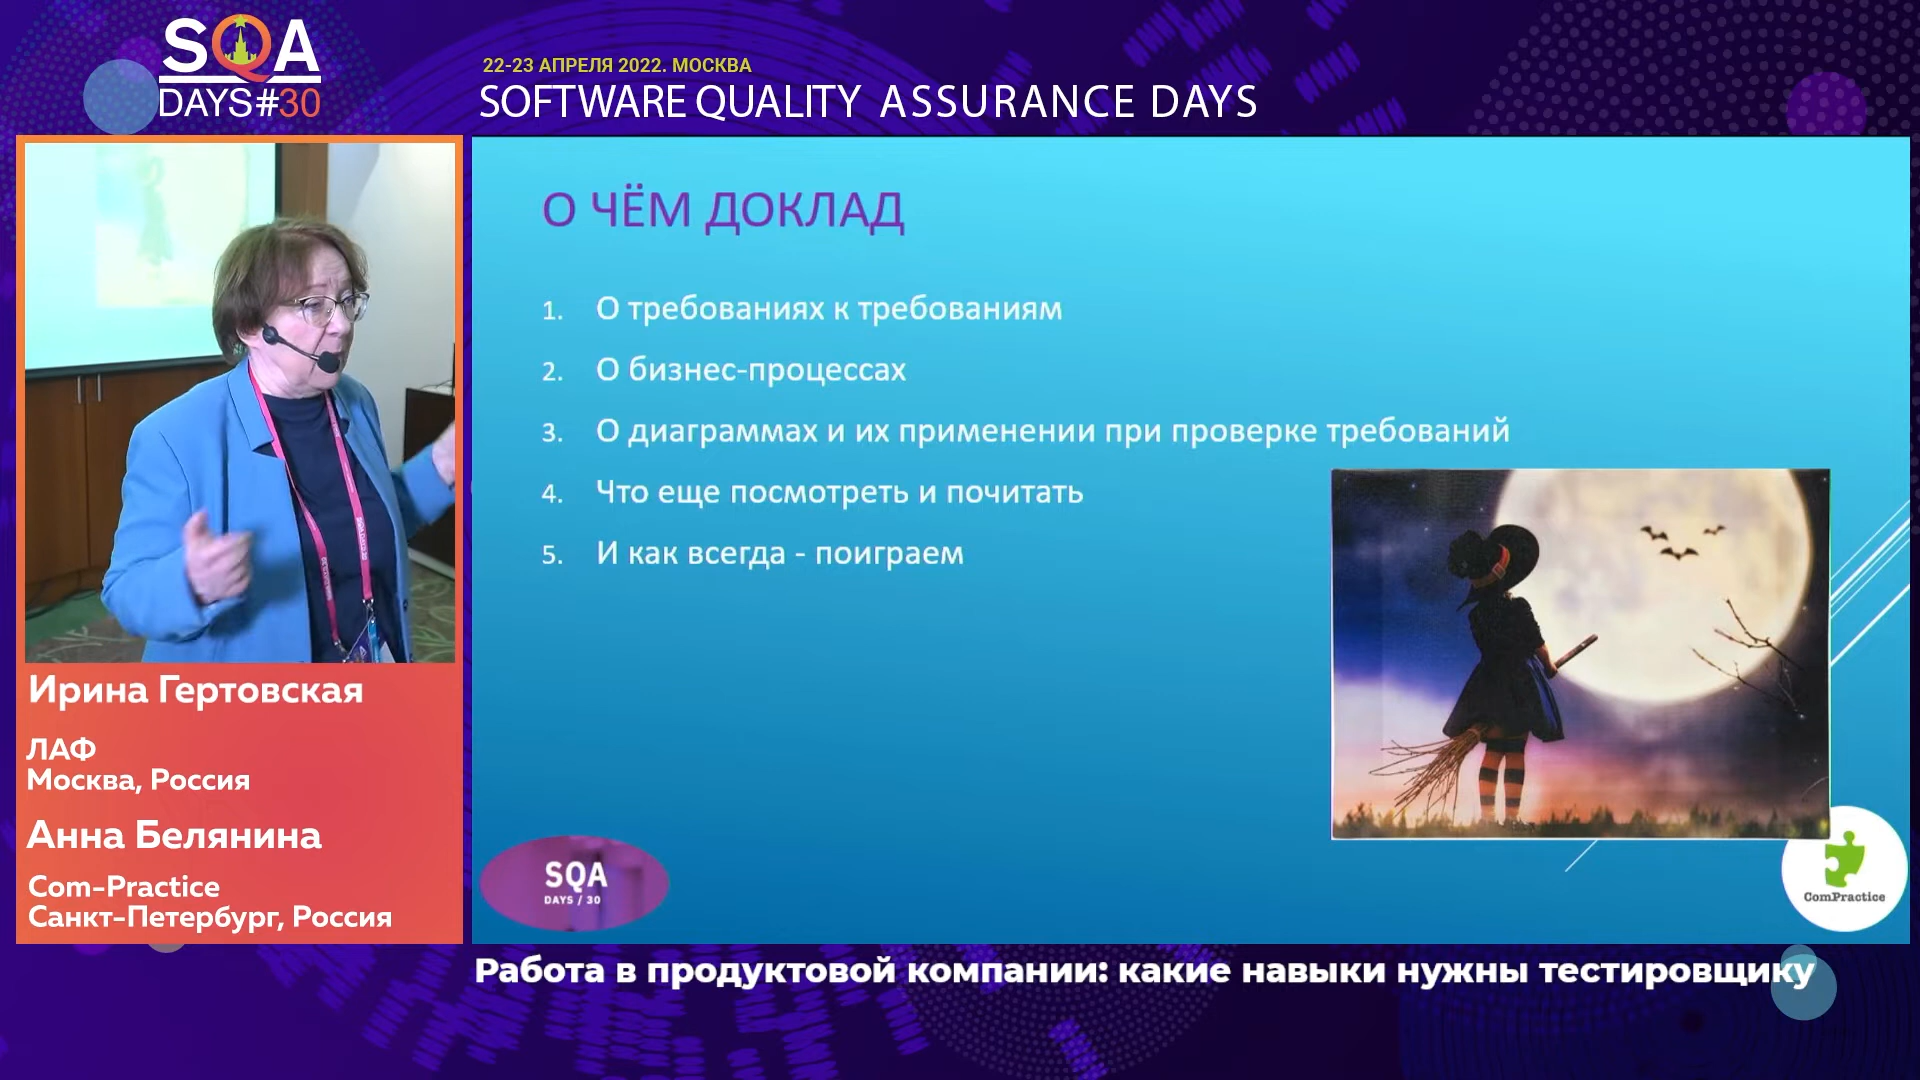 SQA
DAYS#30
22-23 АПРЕЛЯ 2022. МОСКВА
SOFTWARE QUALITY ASSURANCE DAYS
О ЧЁМ ДОКЛАД
1. О требованиях к требованиям
2. О бизнес-процессах
3. О диаграммах и их применении при проверке требований
4. Что еще посмотреть и почитать
5. И как всегда - поиграем
SQA
DAYS / 30
ComPractice
Ирина Гертовская
ЛАФ
Москва, Россия
Анна Белянина
Com-Practice
Санкт-Петербург, Россия
Работа в продуктовой компании: какие навыки нужны тестировщику